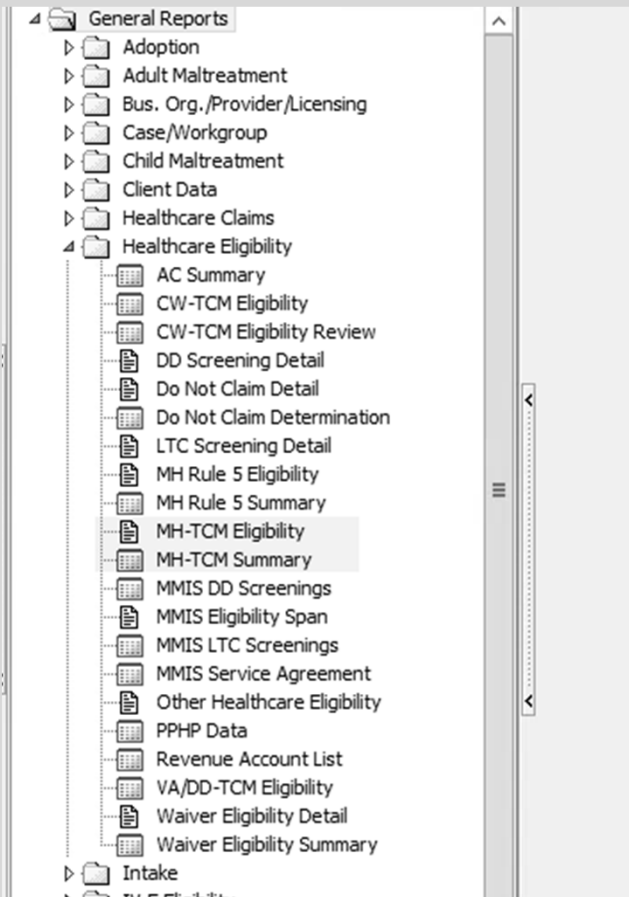 General Reports
Adoption
Adult Maltreatment
Bus. Org./Provider/Licensing
Case/Workgroup
Child Maltreatment
Client Data
Healthcare Claims
Healthcare Eligibility
AC Summary
CW-TCM Eligibility
CW-TCM Eligibility Review
DD Screening Detail
Do Not Claim Detail
Do Not Claim Determination
LTC Screening Detail
MH Rule 5 Eligibility
MH Rule 5 Summary
MH-TCM Eligibility
MH-TCM Summary
MMIS DD Screenings
MMIS Eligibility Span
MMIS LTC Screenings
MMIS Service Agreement
Other Healthcare Eligibility
PPHP Data
Revenue Account List
VA/DD-TCM Eligibility
Waiver Eligibility Detail
Waiver Eligibility Summary
Intake